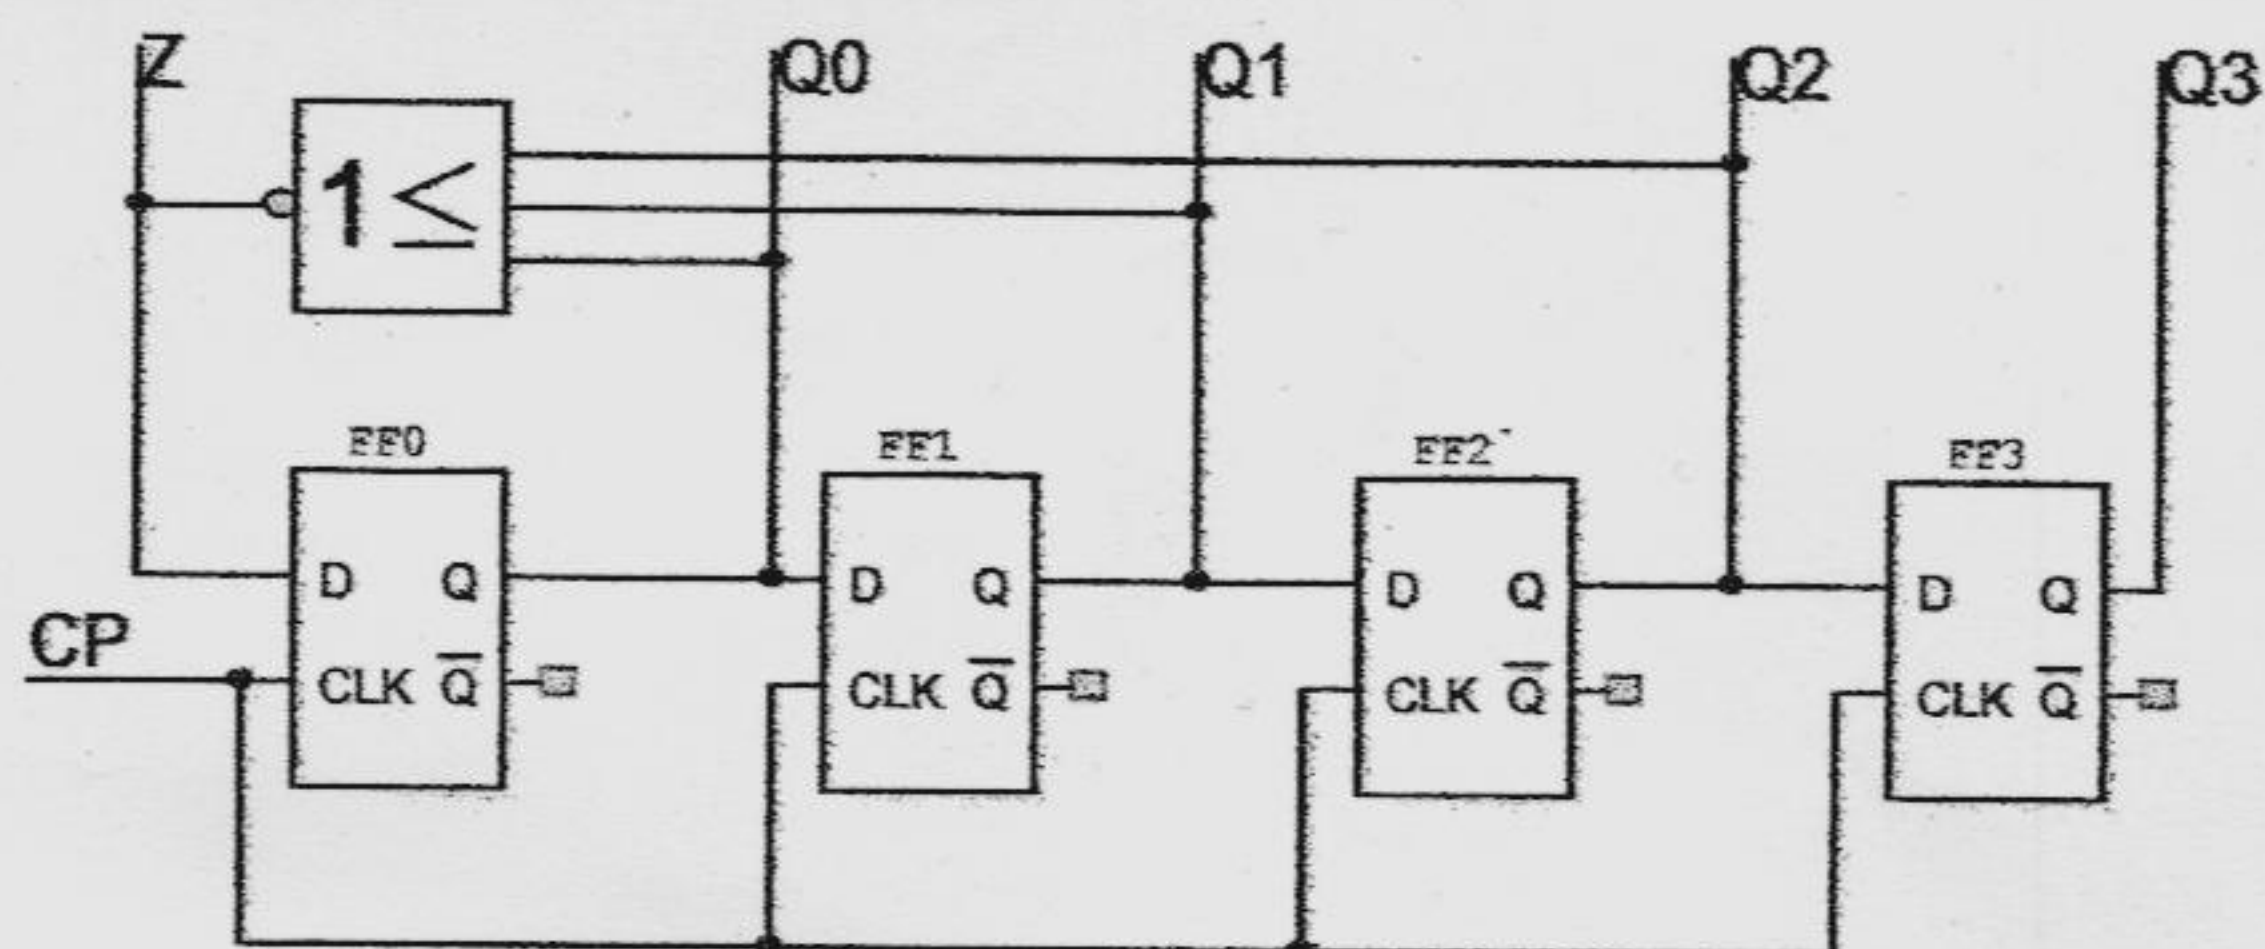 Z Q0 Q1 Q2 Q3
1≤
FF0 FF1 FF2 FF3
D Q D Q D Q D Q
CP
CLK Q̅ CLK Q̅ CLK Q̅ CLK Q̅